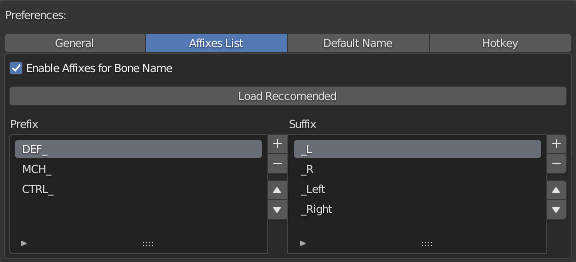 Preferences:
General
Affixes List
Default Name
Hotkey
Enable Affixes for Bone Name
Load Reccomended
Prefix
Suffix
DEF_
_L
MCH_
_R
CTRL_
_Left
_Right